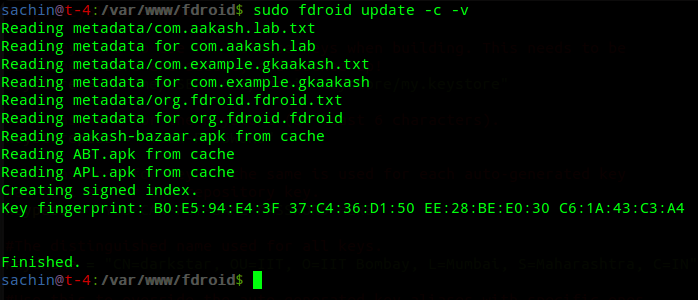 sachin@t-4:/var/www/fdroid$ sudo fdroid update -c -v
Reading metadata/com.aakash.lab.txt
Reading metadata for com.aakash.lab
Reading metadata/com.example.gkaakash.txt
Reading metadata for com.example.gkaakash
Reading metadata/org.fdroid.fdroid.txt
Reading metadata for org.fdroid.fdroid
Reading aakash-bazaar.apk from cache
Reading ABT.apk from cache
Reading APL.apk from cache
Creating signed index.
Key fingerprint: B0:E5:94:E4:3F 37:C4:36:D1:50 EE:28:BE:E0:30 C6:1A:43:C3:A4
Finished.
sachin@t-4:/var/www/fdroid$